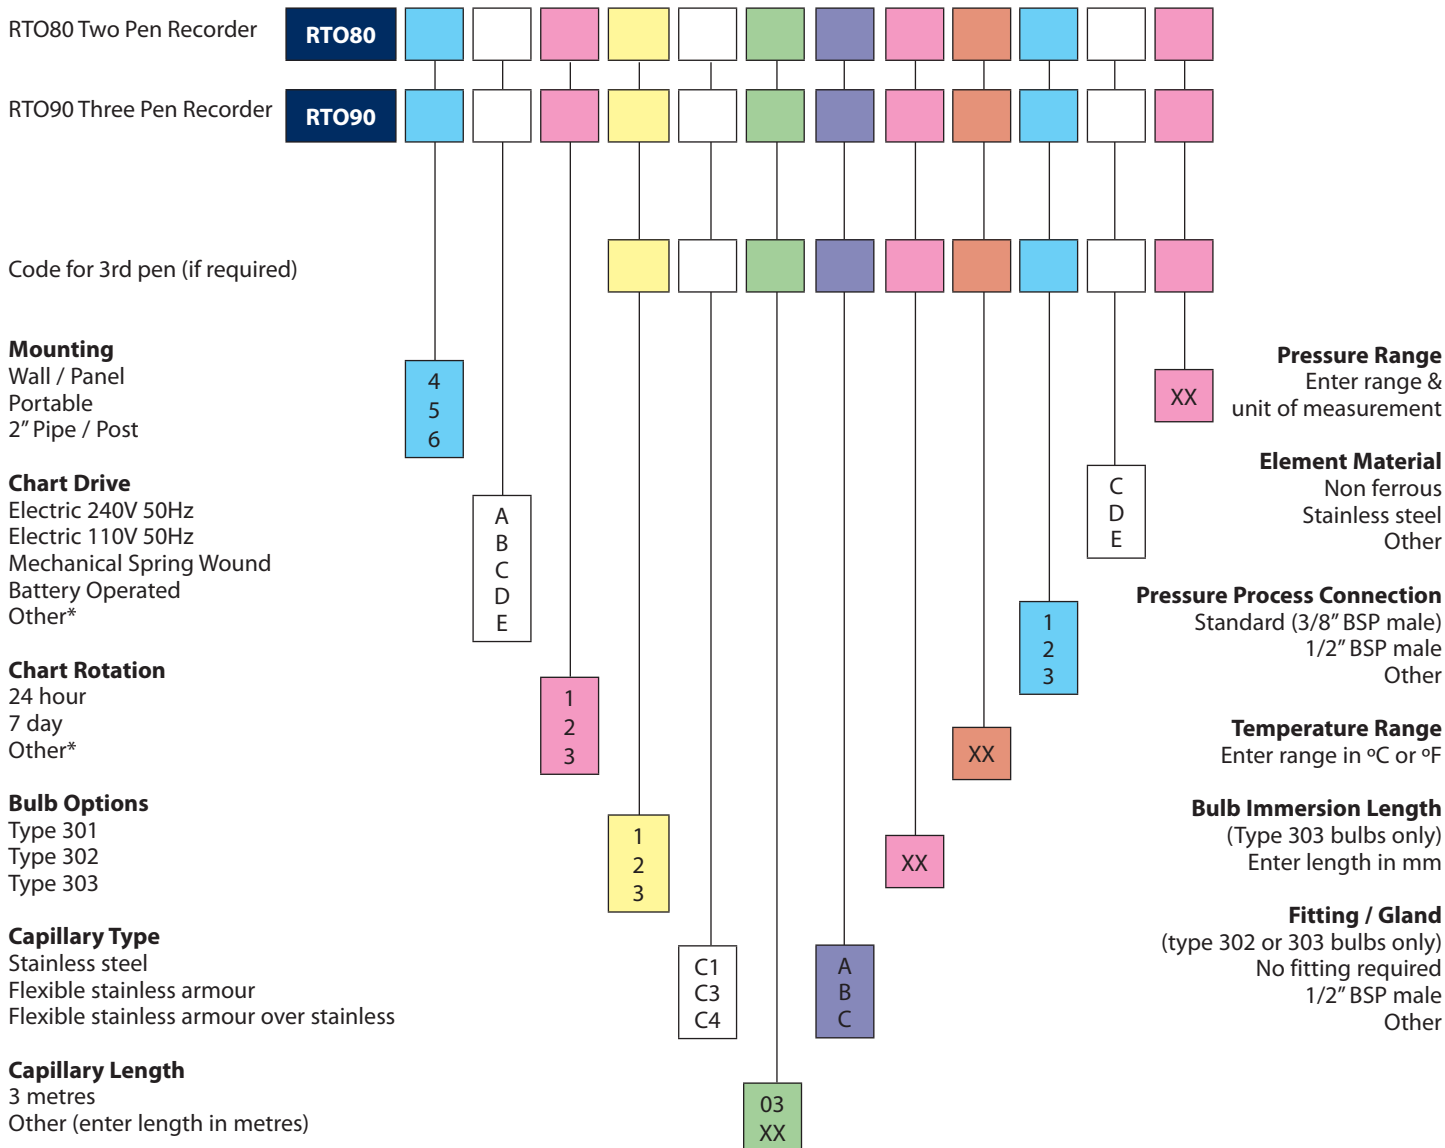 RTO80 Two Pen Recorder
RTO80
RTO90 Three Pen Recorder
RTO90
Code for 3rd pen (if required)
Mounting
Wall / Panel
Portable
2” Pipe / Post
4
5
6
Chart Drive
Electric 240V 50Hz
Electric 110V 50Hz
Mechanical Spring Wound
Battery Operated
Other*
A
B
C
D
E
Chart Rotation
24 hour
7 day
Other*
1
2
3
Bulb Options
Type 301
Type 302
Type 303
1
2
3
Capillary Type
Stainless steel
Flexible stainless armour
Flexible stainless armour over stainless
C1
C3
C4
Capillary Length
3 metres
Other (enter length in metres)
03
XX
Pressure Range
Enter range &
unit of measurement
XX
Element Material
Non ferrous
Stainless steel
Other
C
D
E
Pressure Process Connection
Standard (3/8” BSP male)
1/2” BSP male
Other
1
2
3
Temperature Range
Enter range in ºC or ºF
XX
Bulb Immersion Length
(Type 303 bulbs only)
Enter length in mm
XX
Fitting / Gland
(type 302 or 303 bulbs only)
No fitting required
1/2” BSP male
Other
A
B
C